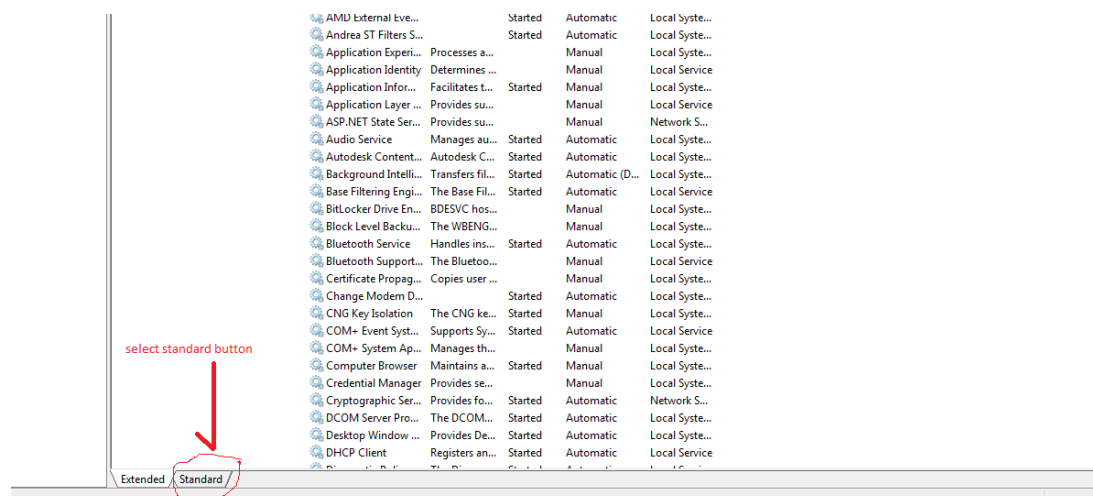 AMD External Eve... Started Automatic Local Syste...
Andrea ST Filters S... Started Automatic Local Syste...
Application Experi... Processes a... Manual Local Syste...
Application Identity Determines ... Manual Local Service
Application Infor... Facilitates t... Started Manual Local Syste...
Application Layer ... Provides su... Manual Local Service
ASP.NET State Ser... Provides su... Manual Network S...
Audio Service Manages au... Started Automatic Local Syste...
Autodesk Content... Autodesk C... Started Automatic Local Syste...
Background Intelli... Transfers fil... Started Automatic (D... Local Syste...
Base Filtering Engi... The Base Fil... Started Automatic Local Service
BitLocker Drive En... BDESVC hos... Manual Local Syste...
Block Level Backu... The WBENG... Manual Local Syste...
Bluetooth Service Handles ins... Started Automatic Local Syste...
Bluetooth Support... The Bluetoo... Manual Local Service
Certificate Propag... Copies user ... Manual Local Syste...
Change Modem D... Started Automatic Local Syste...
CNG Key Isolation The CNG ke... Started Manual Local Syste...
COM+ Event Syst... Supports Sy... Started Automatic Local Service
COM+ System Ap... Manages th... Manual Local Syste...
Computer Browser Maintains a... Started Manual Local Syste...
Credential Manager Provides se... Manual Local Syste...
Cryptographic Ser... Provides fo... Started Automatic Network S...
DCOM Server Pro... The DCOM... Started Automatic Local Syste...
Desktop Window ... Provides De... Started Automatic Local Syste...
DHCP Client Registers an... Started Automatic Local Service
select standard button
Extended Standard